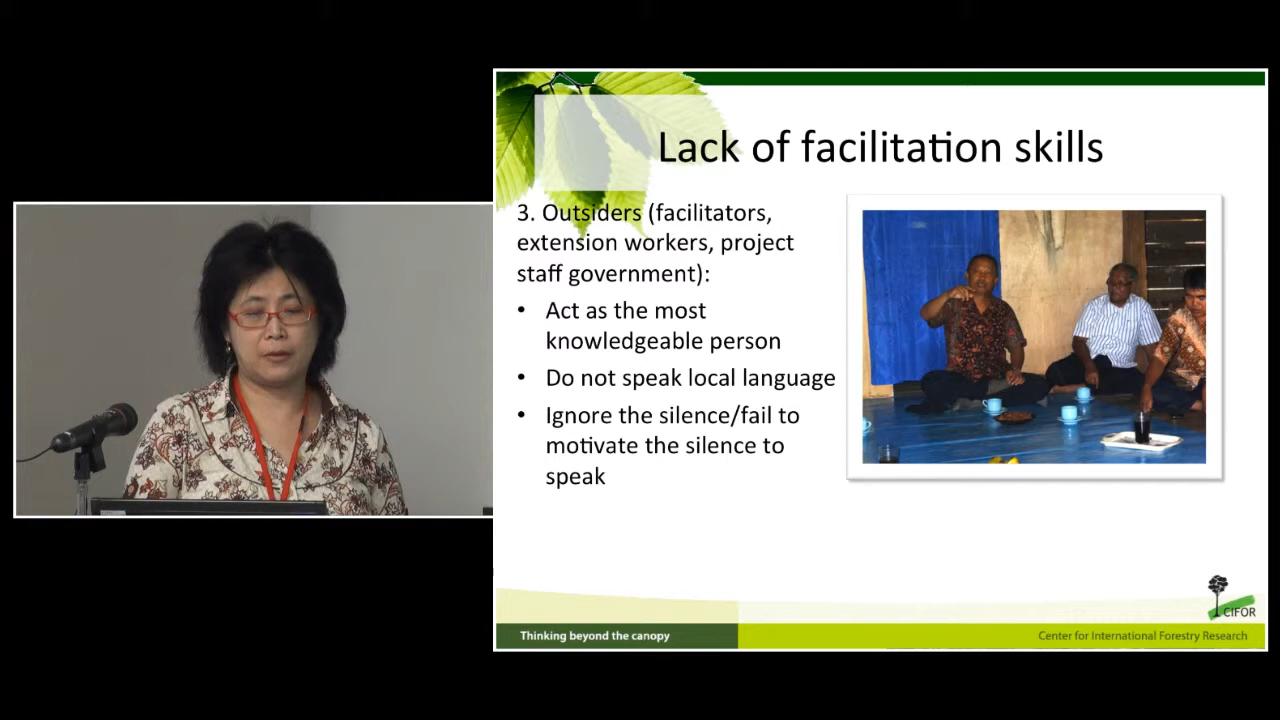 Lack of facilitation skills
3. Outsiders (facilitators,
extension workers, project
staff government):
• Act as the most
knowledgeable person
• Do not speak local language
• Ignore the silence/fail to
motivate the silence to
speak
CIFOR
Thinking beyond the canopy
Center for International Forestry Research